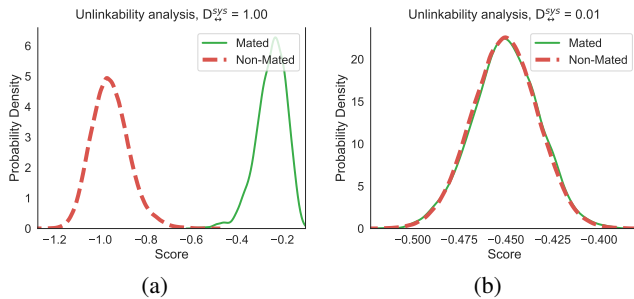 Unlinkability analysis, D↔^sys = 1.00
Probability Density
6
5
4
3
2
1
0
Mated
Non-Mated
−1.2 −1.0 −0.8 −0.6 −0.4 −0.2
Score
(a)
Unlinkability analysis, D↔^sys = 0.01
Probability Density
20
15
10
5
0
Mated
Non-Mated
−0.500 −0.475 −0.450 −0.425 −0.400
Score
(b)